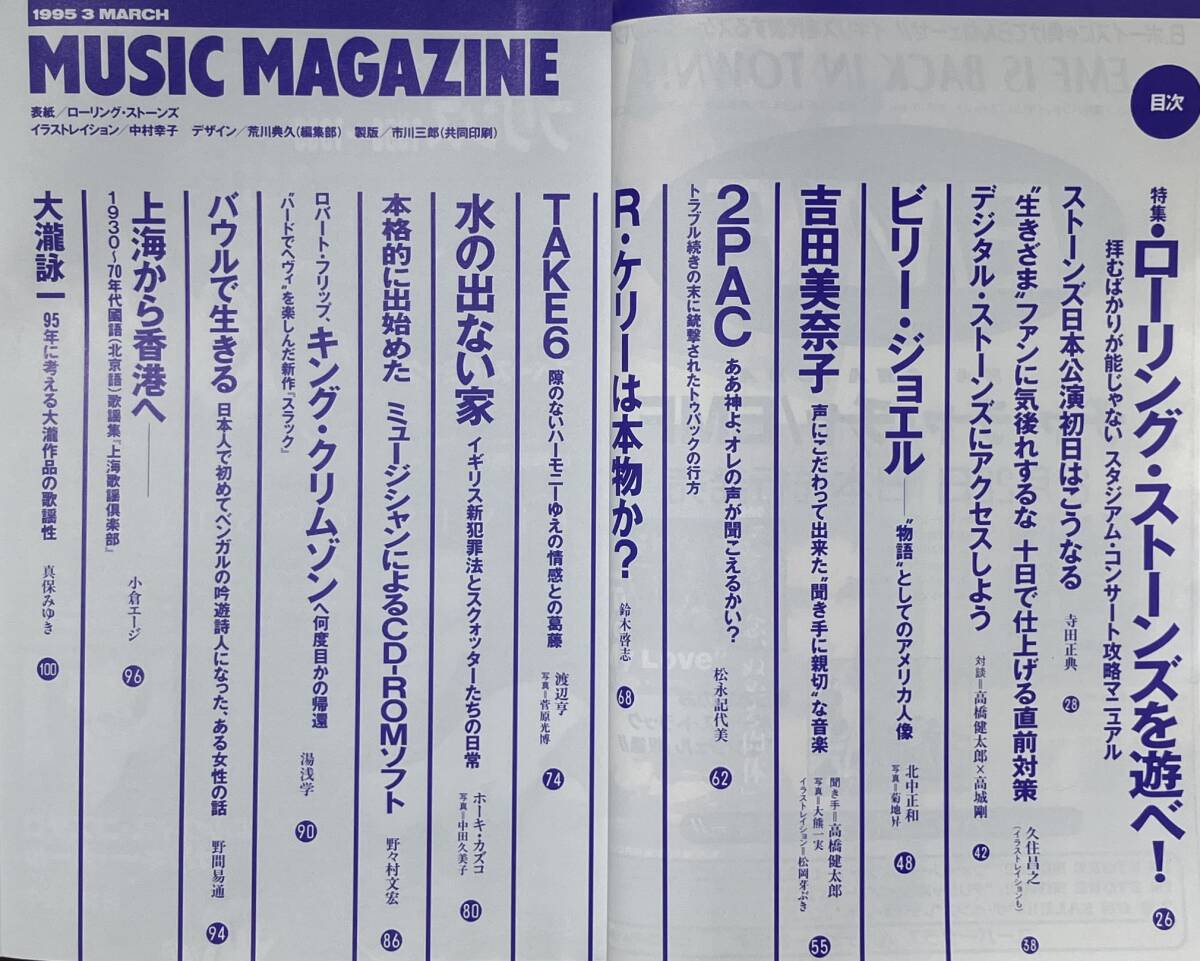 1995 3 MARCH
MUSIC MAGAZINE
表紙/ローリング・ストーンズ
イラストレイション/中村幸子 デザイン/荒川典久(編集部) 製版/市川三郎(共同印刷)
目次
特集・ローリング・ストーンズを遊べ! 26
拝むばかりが能じゃない スタジアム・コンサート攻略マニュアル
ストーンズ日本公演初日はこうなる 寺田正典 28
“生きざま”ファンに気後れするな 十日で仕上げる直前対策 久住昌之 38
(イラストレイションも)
デジタル・ストーンズにアクセスしよう 対談=高橋健太郎×高城剛 42
ビリー・ジョエル――“物語”としてのアメリカ人像 北中正和 48
写真=菊地昇
吉田美奈子 声にこだわって出来た“聞き手に親切”な音楽 聞き手=高橋健太郎 55
写真=大熊一実
イラストレイション=松岡芽ぶき
2PAC ああ神よ、オレの声が聞こえるかい? 松永記代美 62
トラブル続きの末に銃撃されたトゥパックの行方
R・ケリーは本物か? 鈴木啓志 68
TAKE6 隙のないハーモニーゆえの情感との葛藤 渡辺亨 74
写真=菅原光博
水の出ない家 イギリス新犯罪法とスクォッターたちの日常 ホーキ・カズコ 80
写真=中田久美子
本格的に出始めた ミュージシャンによるCD-ROMソフト 野々村文宏 86
ロバート・フリップ、キング・クリムゾンへ何度目かの帰還 湯浅学 90
“ハードでヘヴィ”を楽しんだ新作『スラック』
バウルで生きる 日本人で初めてベンガルの吟遊詩人になった、ある女性の話 野間易通 94
上海から香港へ―― 小倉エージ 96
1930〜70年代國語(北京語)歌謡集『上海歌謡倶楽部』
大瀧詠一 95年に考える大瀧作品の歌謡性 真保みゆき 100